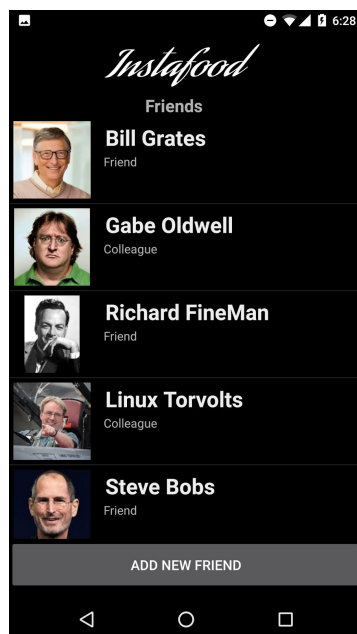 6:28
Instafood
Friends
Bill Grates
Friend
Gabe Oldwell
Colleague
Richard FineMan
Friend
Linux Torvolts
Colleague
Steve Bobs
Friend
ADD NEW FRIEND